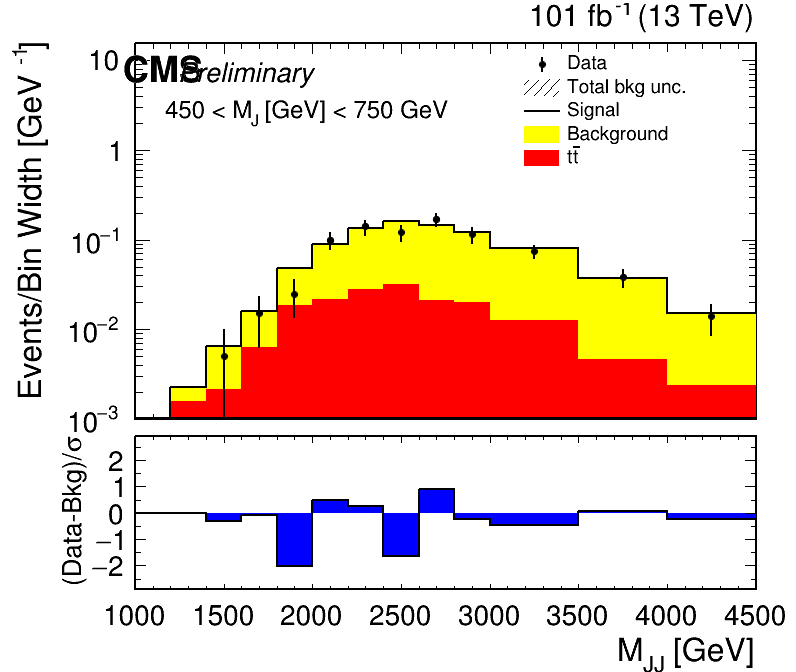 101 fb⁻¹ (13 TeV)
CMS Preliminary
450 < M_J [GeV] < 750 GeV
Data
Total bkg unc.
Signal
Background
tt̄
Events/Bin Width [GeV⁻¹]
10
1
10⁻¹
10⁻²
10⁻³
(Data-Bkg)/σ
2
1
0
−1
−2
1000 1500 2000 2500 3000 3500 4000 4500
M_JJ [GeV]